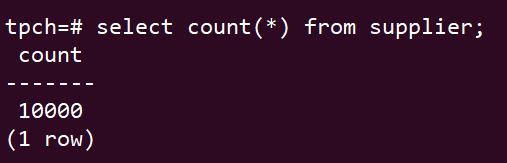 tpch=# select count(*) from supplier;
count
-------
10000
(1 row)